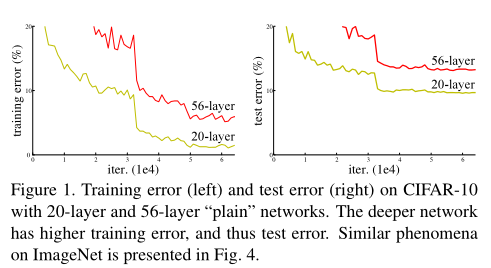 20
10
0
0 1 2 3 4 5 6
training error (%)
iter. (1e4)
56-layer
20-layer
20
10
0
0 1 2 3 4 5 6
test error (%)
iter. (1e4)
56-layer
20-layer
Figure 1. Training error (left) and test error (right) on CIFAR-10
with 20-layer and 56-layer “plain” networks. The deeper network
has higher training error, and thus test error. Similar phenomena
on ImageNet is presented in Fig. 4.